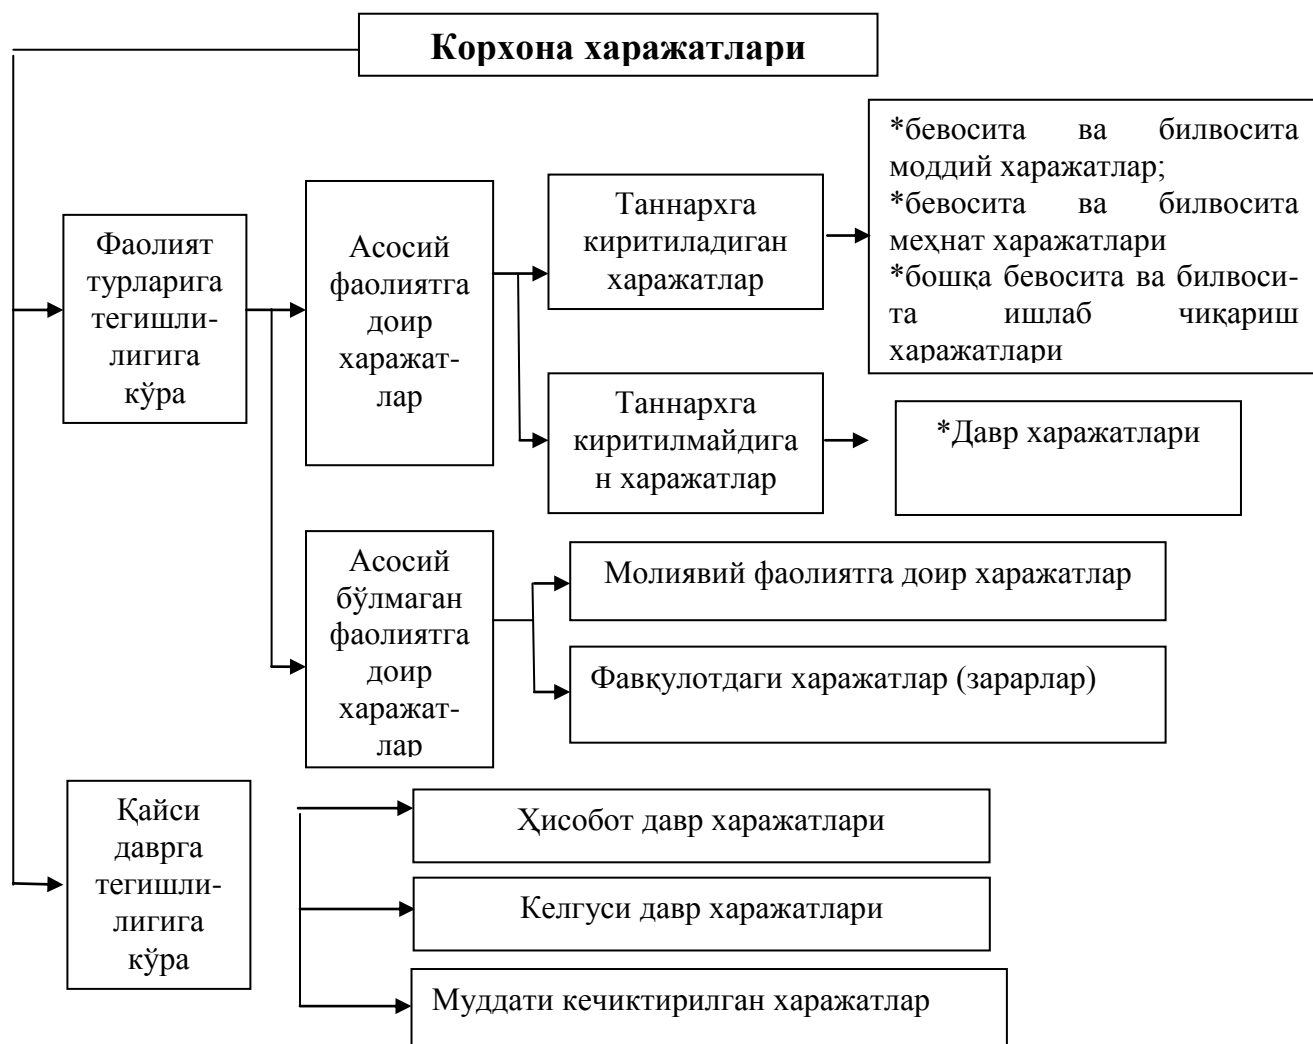 Корхона харажатлари
*бевосита ва билвосита
моддий харажатлар;
*бевосита ва билвосита
меҳнат харажатлари
*бошқа бевосита ва билвоси-
та ишлаб чиқариш
харажатлари
Таннархга
киритиладиган
харажатлар
Асосий
фаолиятга
доир
харажат-
лар
Фаолият
турларига
тегишли-
лигига
кўра
Таннархга
киритилмайдига
н харажатлар
*Давр харажатлари
Асосий
бўлмаган
фаолиятга
доир
харажат-
лар
Молиявий фаолиятга доир харажатлар
Фавқулотдаги харажатлар (зарарлар)
Қайси
даврга
тегишли-
лигига
кўра
Ҳисобот давр харажатлари
Келгуси давр харажатлари
Муддати кечиктирилган харажатлар